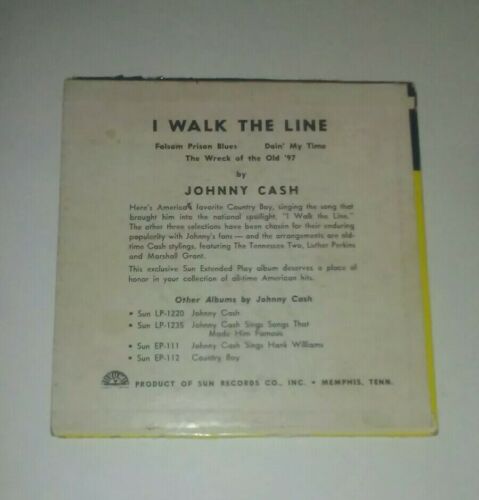 I WALK THE LINE
Folsom Prison Blues Doin' My Time
The Wreck of the Old '97
by
JOHNNY CASH
Here's America's favorite Country Boy, singing the song that
brought him into the national spotlight, "I Walk the Line."
The other three selections have been chosen for their enduring
popularity with Johnny's fans — and the arrangements are old-
time Cash stylings, featuring The Tennessee Two, Luther Perkins
and Marshall Grant.
This exclusive Sun Extended Play album deserves a place of
honor in your collection of all-time American hits.
Other Albums by Johnny Cash
• Sun LP-1220 Johnny Cash
• Sun LP-1235 Johnny Cash Sings Songs That
Made Him Famous
• Sun EP-111 Johnny Cash Sings Hank Williams
• Sun EP-112 Country Boy
PRODUCT OF SUN RECORDS CO., INC. • MEMPHIS, TENN.